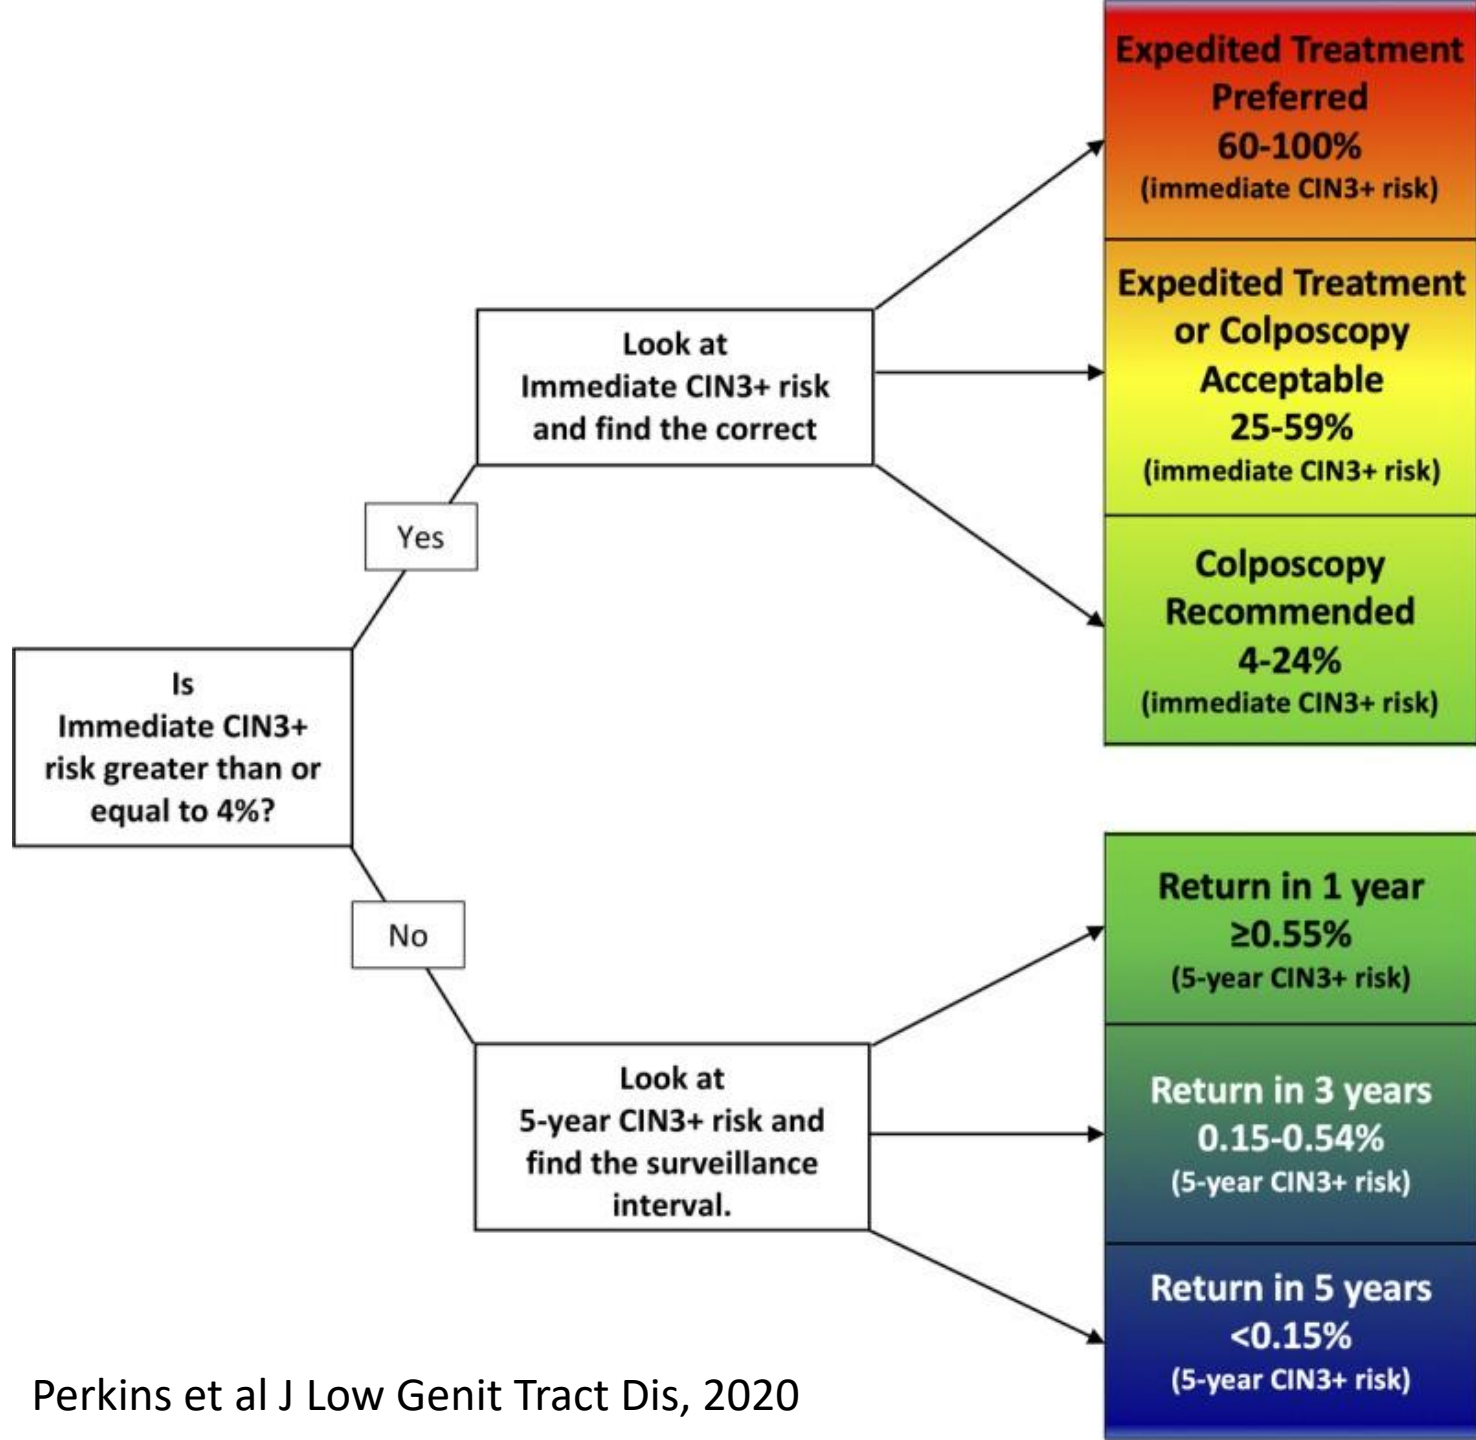 Is
Immediate CIN3+
risk greater than or
equal to 4%?
Yes
Look at
Immediate CIN3+ risk
and find the correct
Expedited Treatment
Preferred
60-100%
(immediate CIN3+ risk)
Expedited Treatment
or Colposcopy
Acceptable
25-59%
(immediate CIN3+ risk)
Colposcopy
Recommended
4-24%
(immediate CIN3+ risk)
No
Look at
5-year CIN3+ risk and
find the surveillance
interval.
Return in 1 year
≥0.55%
(5-year CIN3+ risk)
Return in 3 years
0.15-0.54%
(5-year CIN3+ risk)
Return in 5 years
<0.15%
(5-year CIN3+ risk)
Perkins et al J Low Genit Tract Dis, 2020